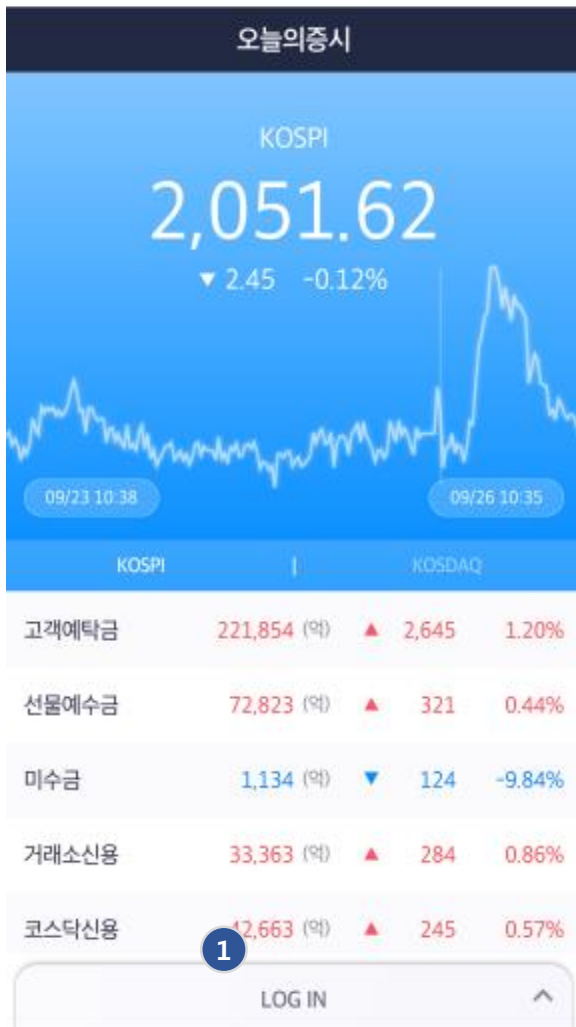 오늘의증시
KOSPI
2,051.62
▼ 2.45 -0.12%
09/23 10:38 09/26 10:35
KOSPI | KOSDAQ
고객예탁금 221,854 (억) ▲ 2,645 1.20%
선물예수금 72,823 (억) ▲ 321 0.44%
미수금 1,134 (억) ▼ 124 -9.84%
거래소신용 33,363 (억) ▲ 284 0.86%
코스닥신용 42,663 (억) ▲ 245 0.57%
1
LOG IN